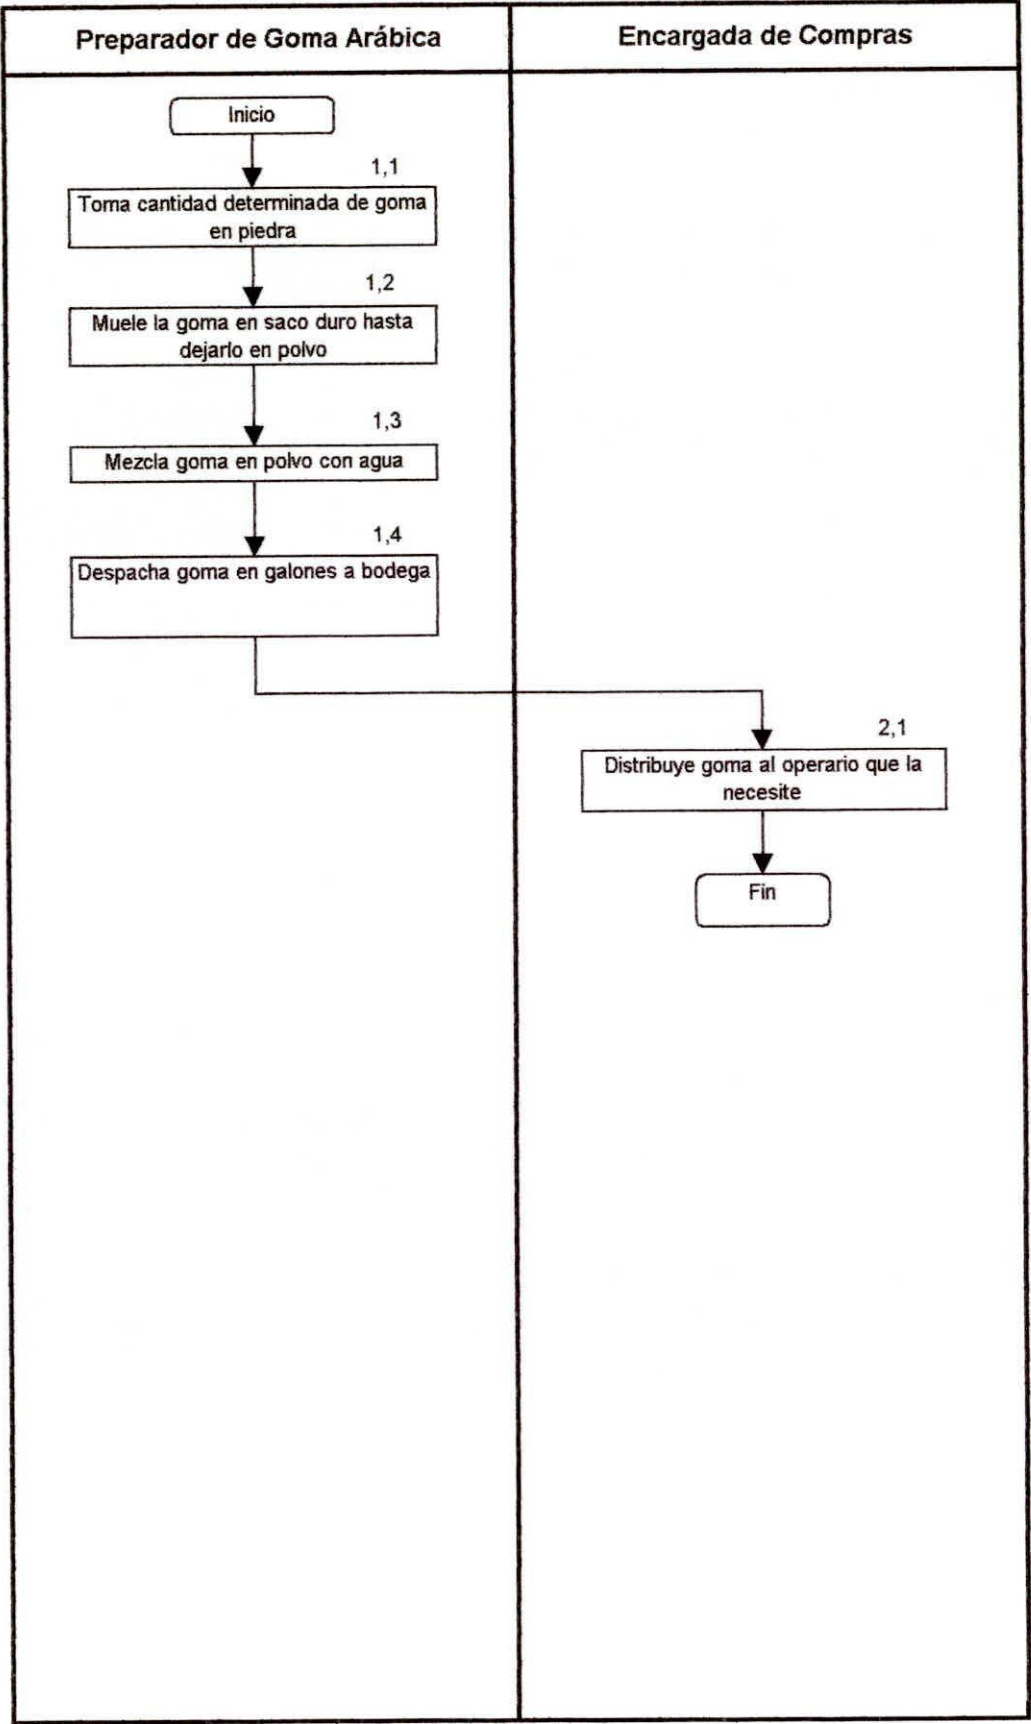 Preparador de Goma Arábica
Encargada de Compras
Inicio
1,1
Toma cantidad determinada de goma
en piedra
1,2
Muele la goma en saco duro hasta
dejarlo en polvo
1,3
Mezcla goma en polvo con agua
1,4
Despacha goma en galones a bodega
2,1
Distribuye goma al operario que la
necesite
Fin